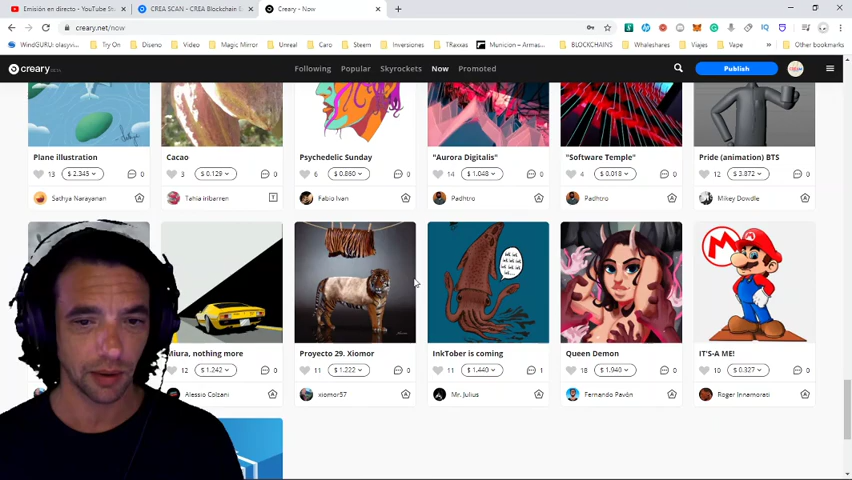 Emisión en directo - YouTube St
CREA SCAN - CREA Blockchain E
Creary - Now
creary.net/now
WindGURU: olasyvi...
Try On
Diseno
Video
Magic Mirror
Unreal
Caro
Steem
Inversiones
TRaxxas
Municion – Armas...
BLOCKCHAINS
Whaleshares
Viajes
Vape
Other bookmarks
creary
Following
Popular
Skyrockets
Now
Promoted
Publish
Plane illustration
Cacao
Psychedelic Sunday
"Aurora Digitalis"
"Software Temple"
Pride (animation) BTS
13 $ 2.345 0
3 $ 0.129 0
6 $ 0.860 0
14 $ 1.048 0
4 $ 0.018 0
12 $ 3.872 0
Sathya Narayanan
Tahia iribarren
Fabio Ivan
Padhtro
Padhtro
Mikey Dowdle
M
Miura, nothing more
Proyecto 29. Xiomor
InkTober is coming
Queen Demon
IT'S-A ME!
12 $ 1.242 0
11 $ 1.222 0
11 $ 1.440 1
18 $ 1.940 0
10 $ 0.327 0
Alessio Colzani
xiomor57
Mr. Julius
Fernando Pavón
Roger Innamorati